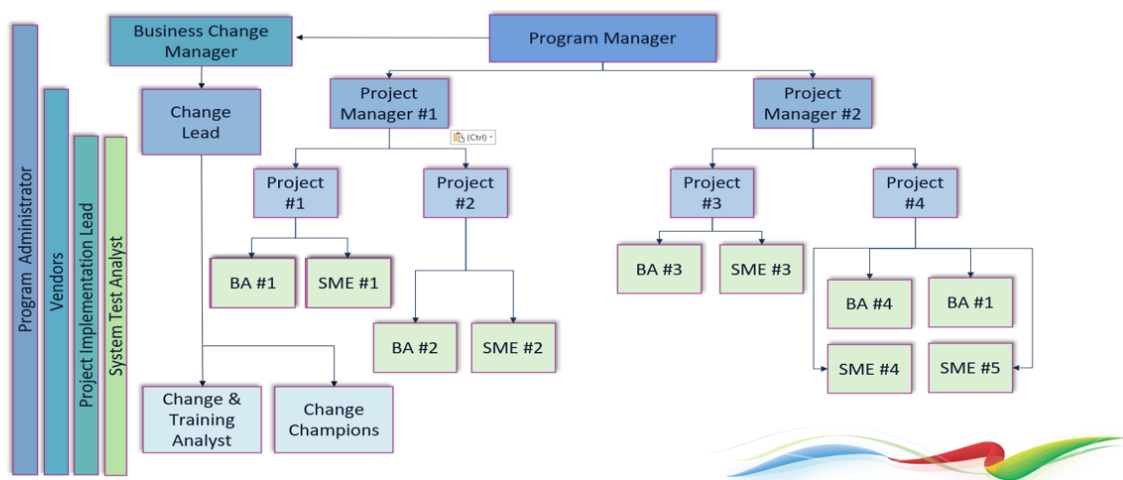 Business Change
Manager
Program Manager
Change
Lead
Project
Manager #1
Project
Manager #2
(Ctrl)
Project
#1
Project
#2
Project
#3
Project
#4
BA #1
SME #1
BA #3
SME #3
BA #4
BA #1
BA #2
SME #2
SME #4
SME #5
Change &
Training
Analyst
Change
Champions
Program Administrator
Vendors
Project Implementation Lead
System Test Analyst